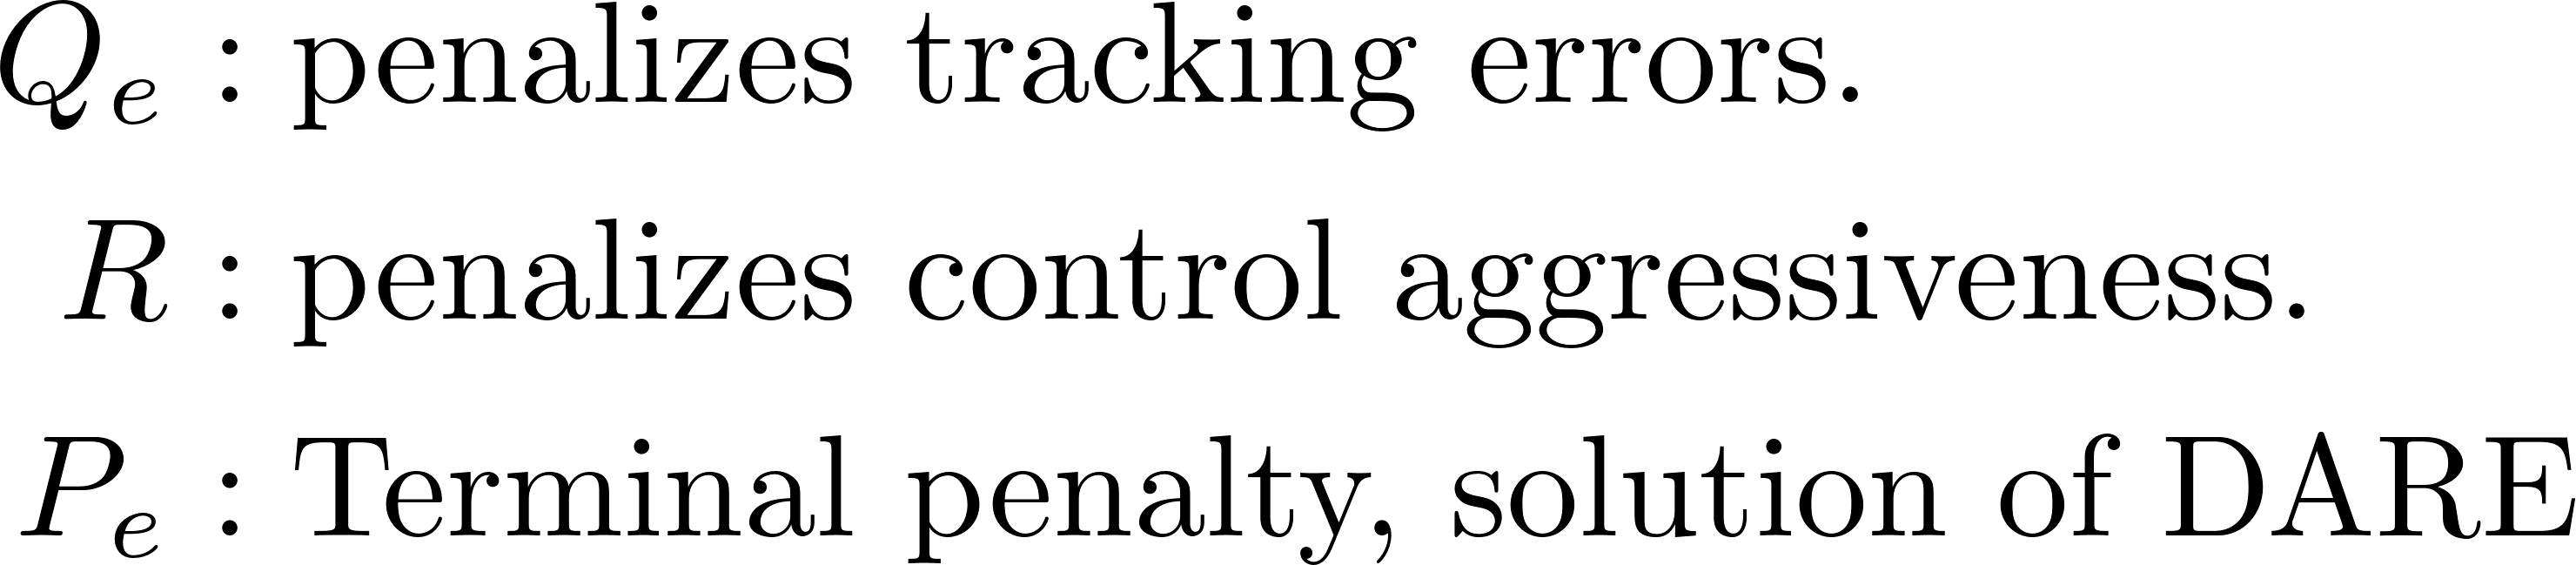 Qₑ : penalizes tracking errors.
R : penalizes control aggressiveness.
Pₑ : Terminal penalty, solution of DARE